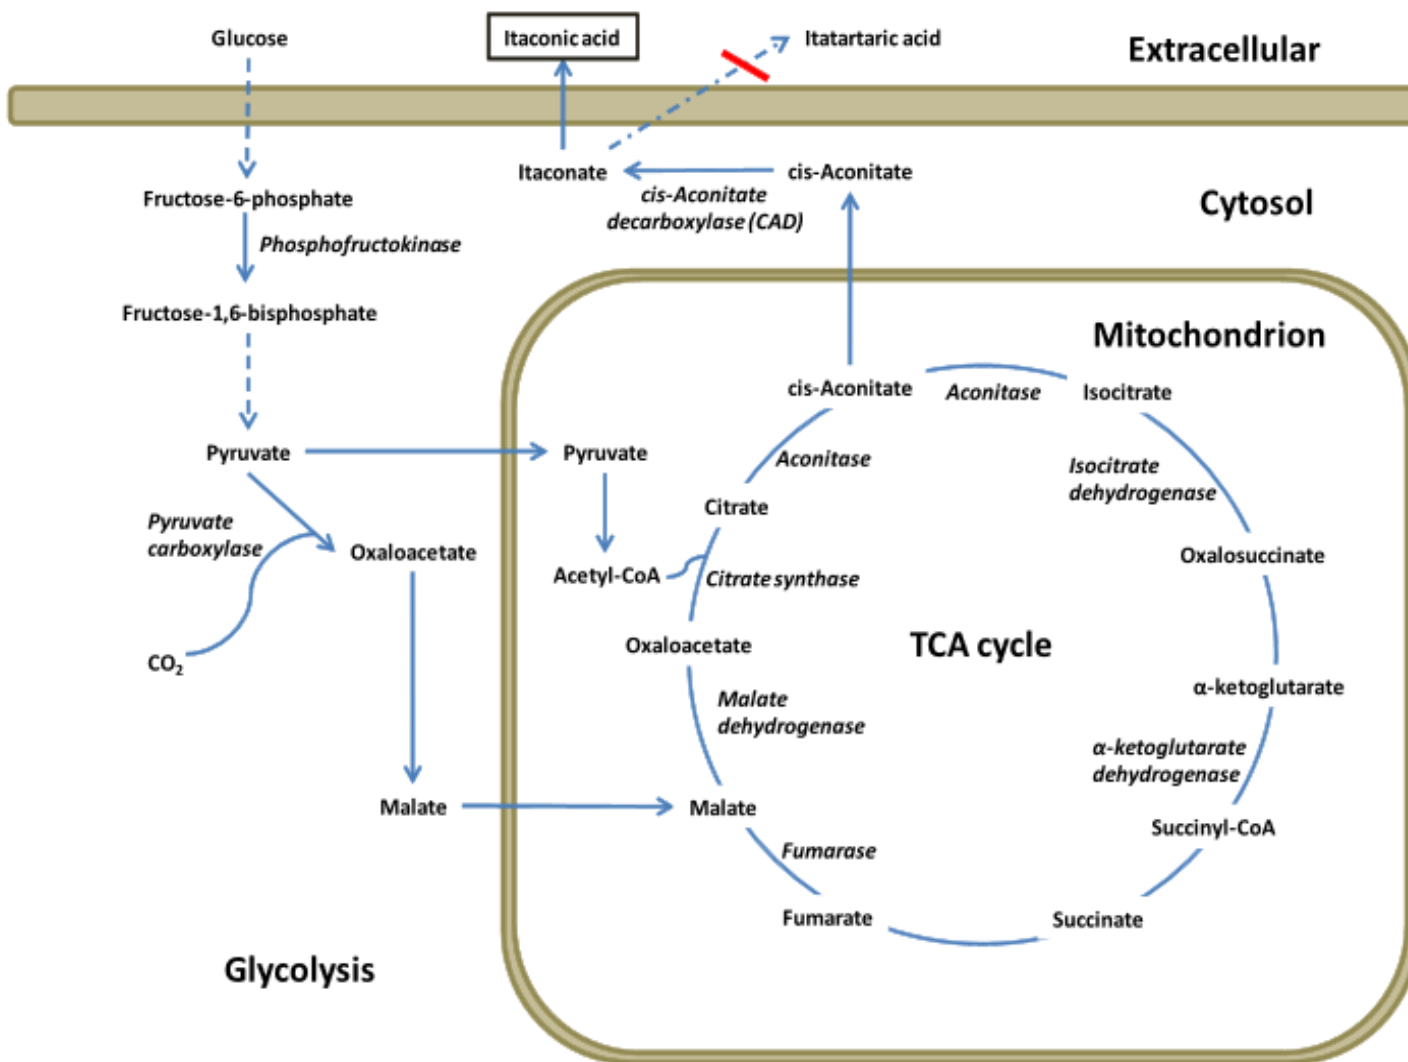 Glucose
Itaconic acid
Itatartaric acid
Extracellular
Itaconate
cis-Aconitate
cis-Aconitate
decarboxylase (CAD)
Cytosol
Fructose-6-phosphate
Phosphofructokinase
Fructose-1,6-bisphosphate
Mitochondrion
cis-Aconitate
Aconitase
Isocitrate
Pyruvate
Pyruvate
Aconitase
Isocitrate
dehydrogenase
Citrate
Pyruvate
carboxylase
Oxaloacetate
Acetyl-CoA
Citrate synthase
Oxalosuccinate
CO₂
Oxaloacetate
TCA cycle
α-ketoglutarate
Malate
dehydrogenase
α-ketoglutarate
dehydrogenase
Malate
Malate
Succinyl-CoA
Fumarase
Fumarate
Succinate
Glycolysis